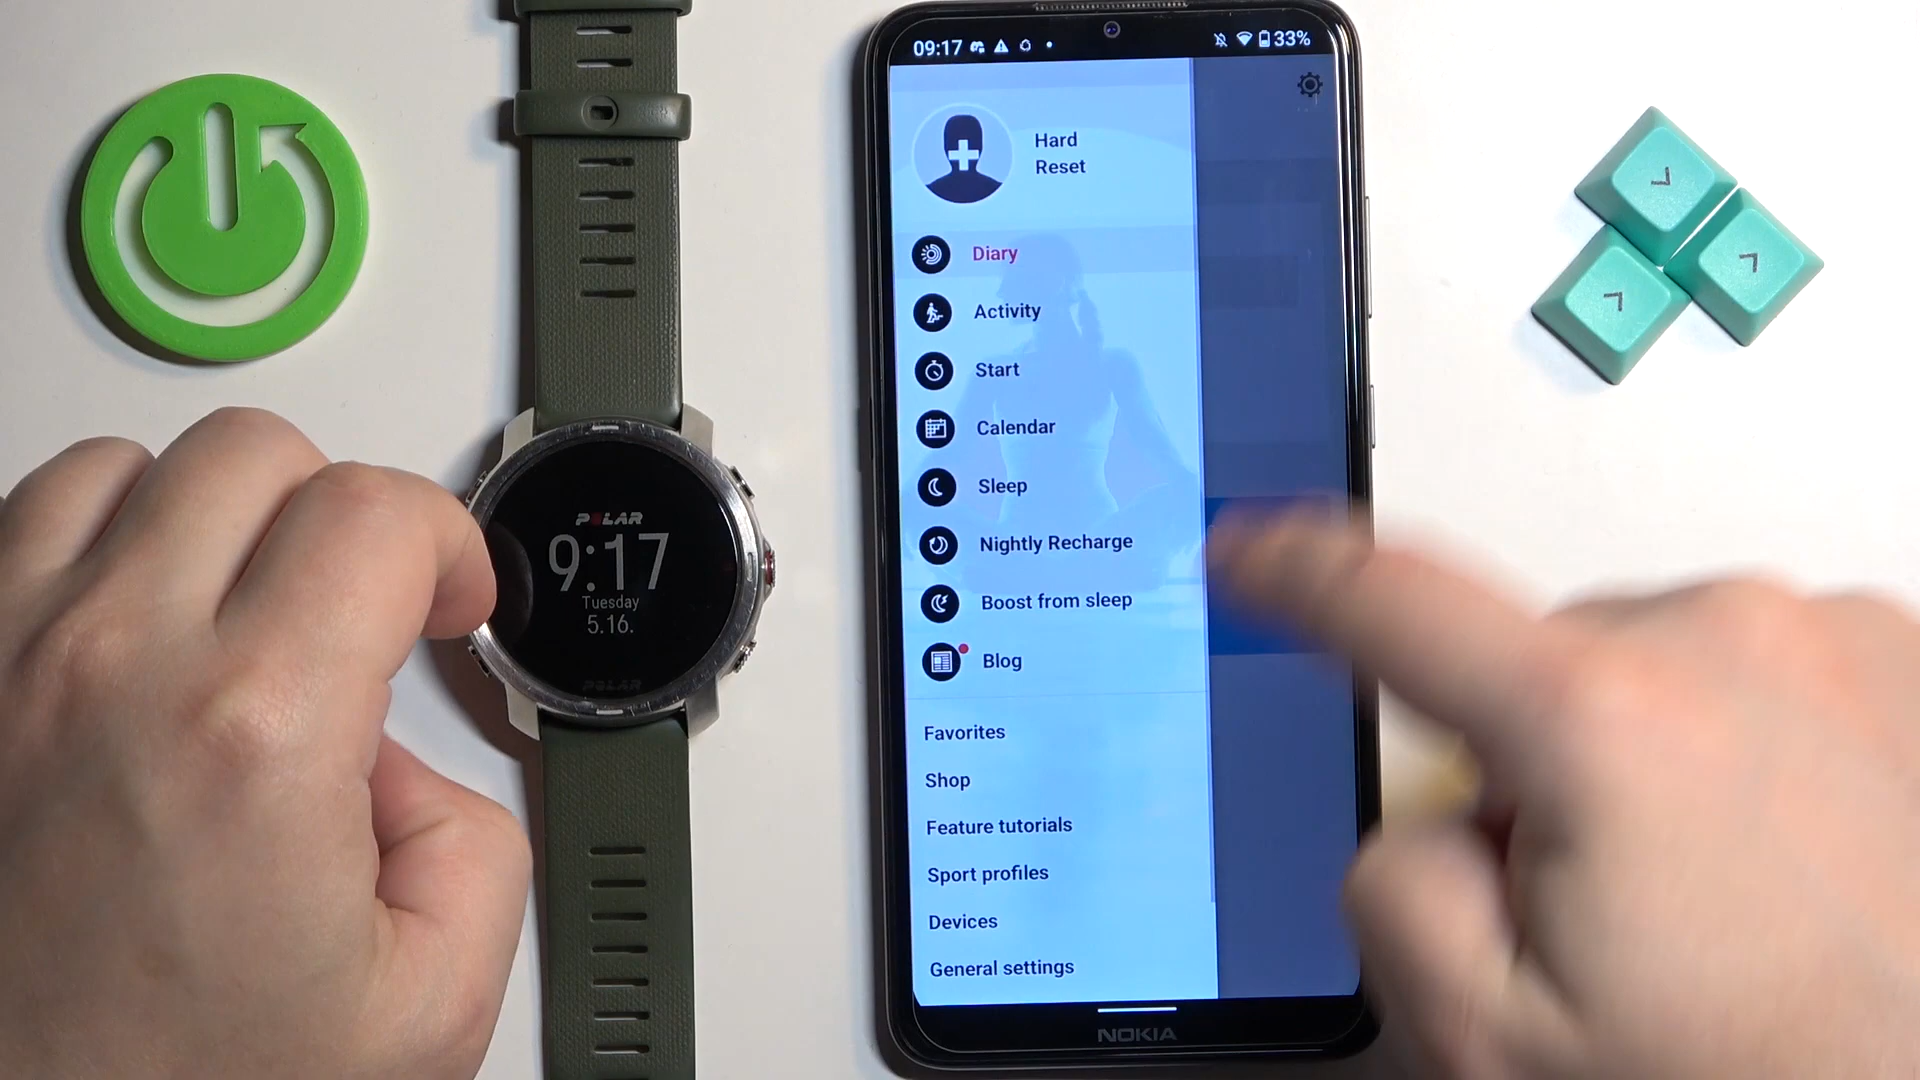 09:17
33%
Hard
Reset
Diary
Activity
Start
Calendar
Sleep
Nightly Recharge
Boost from sleep
Blog
Favorites
Shop
Feature tutorials
Sport profiles
Devices
General settings
NOKIA
POLAR
9:17
Tuesday
5.16.
POLAR